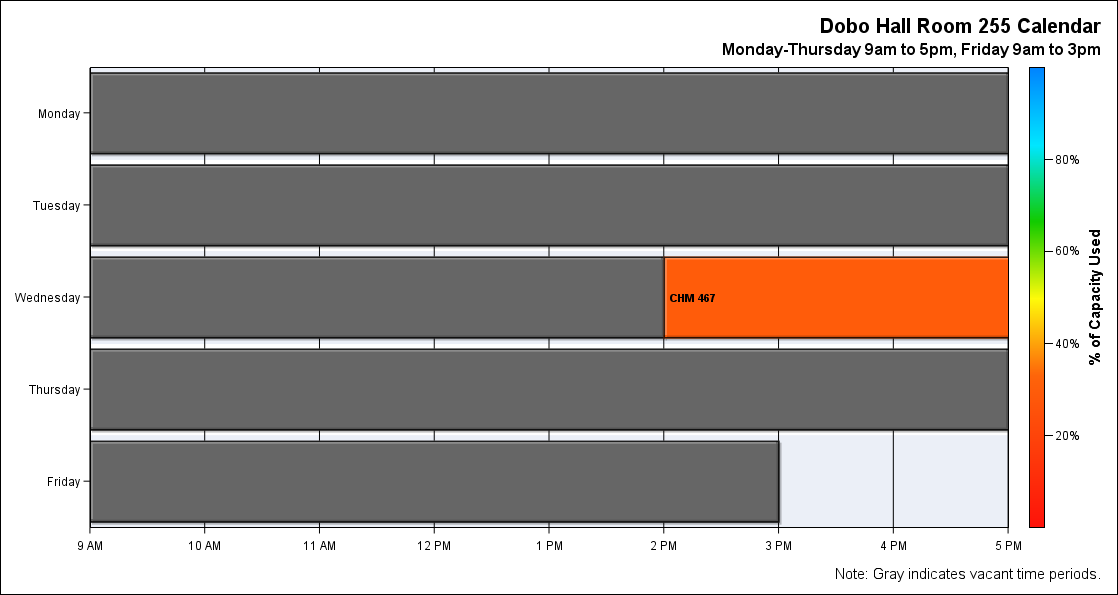 Dobo Hall Room 255 Calendar
Monday-Thursday 9am to 5pm, Friday 9am to 3pm
Monday
Tuesday
Wednesday
CHM 467
Thursday
Friday
9 AM 10 AM 11 AM 12 PM 1 PM 2 PM 3 PM 4 PM 5 PM
80%
60%
40%
20%
% of Capacity Used
Note: Gray indicates vacant time periods.